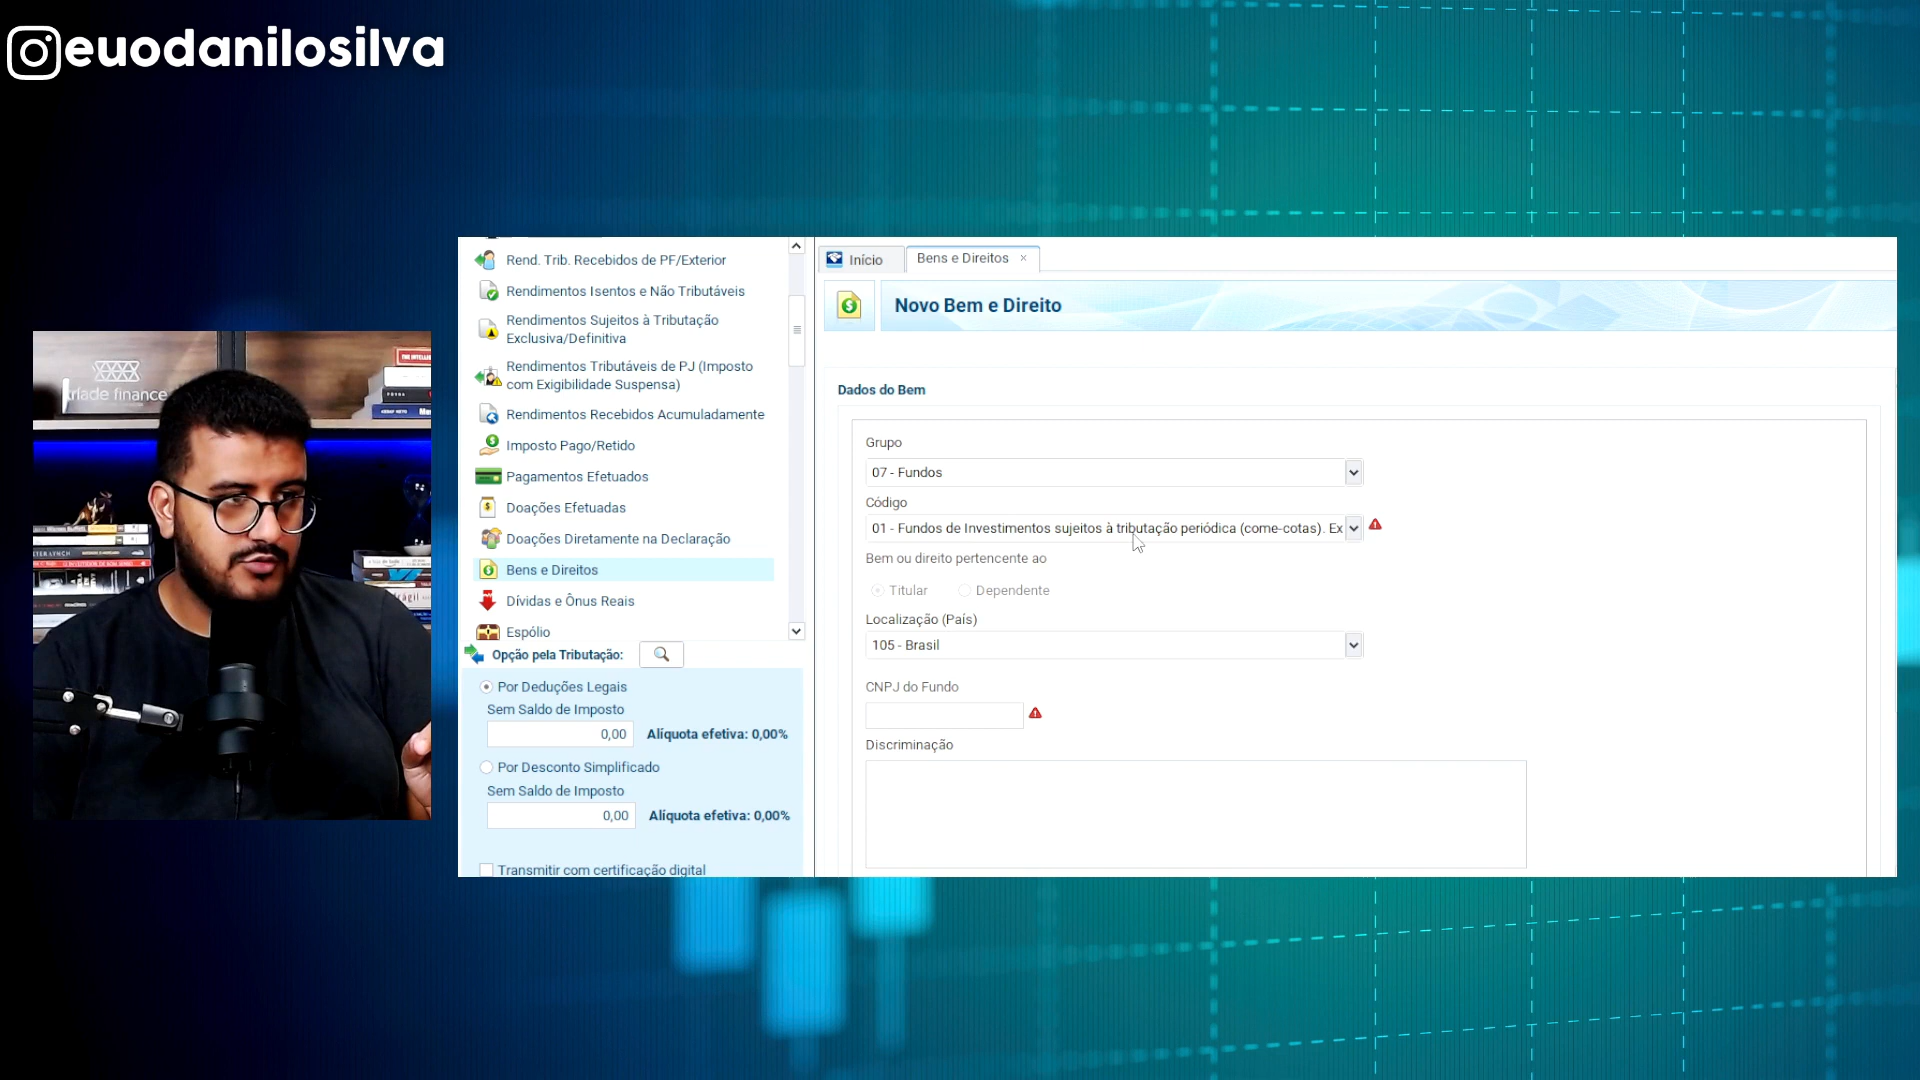 euodanilosilva
tríade finance
Rend. Trib. Recebidos de PF/Exterior
Rendimentos Isentos e Não Tributáveis
Rendimentos Sujeitos à Tributação
Exclusiva/Definitiva
Rendimentos Tributáveis de PJ (Imposto
com Exigibilidade Suspensa)
Rendimentos Recebidos Acumuladamente
Imposto Pago/Retido
Pagamentos Efetuados
Doações Efetuadas
Doações Diretamente na Declaração
Bens e Direitos
Dívidas e Ônus Reais
Espólio
Opção pela Tributação:
Por Deduções Legais
Sem Saldo de Imposto
0,00 Alíquota efetiva: 0,00%
Por Desconto Simplificado
Sem Saldo de Imposto
0,00 Alíquota efetiva: 0,00%
Transmitir com certificação digital
Início Bens e Direitos ×
Novo Bem e Direito
Dados do Bem
Grupo
07 - Fundos
Código
01 - Fundos de Investimentos sujeitos à tributação periódica (come-cotas). Ex
Bem ou direito pertencente ao
Titular Dependente
Localização (País)
105 - Brasil
CNPJ do Fundo
Discriminação